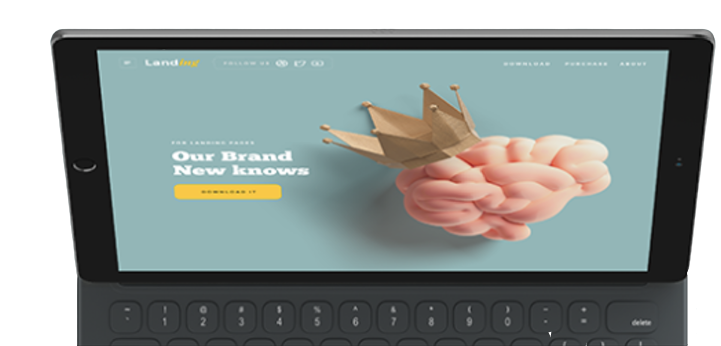 Landing
FOLLOW US
DOWNLOAD PURCHASE ABOUT
FOR LANDING PAGES
Our Brand
New knows
DOWNLOAD IT
~ ! @ # $ % ^ & * ( ) _ +
` 1 2 3 4 5 6 7 8 9 0 - = delete